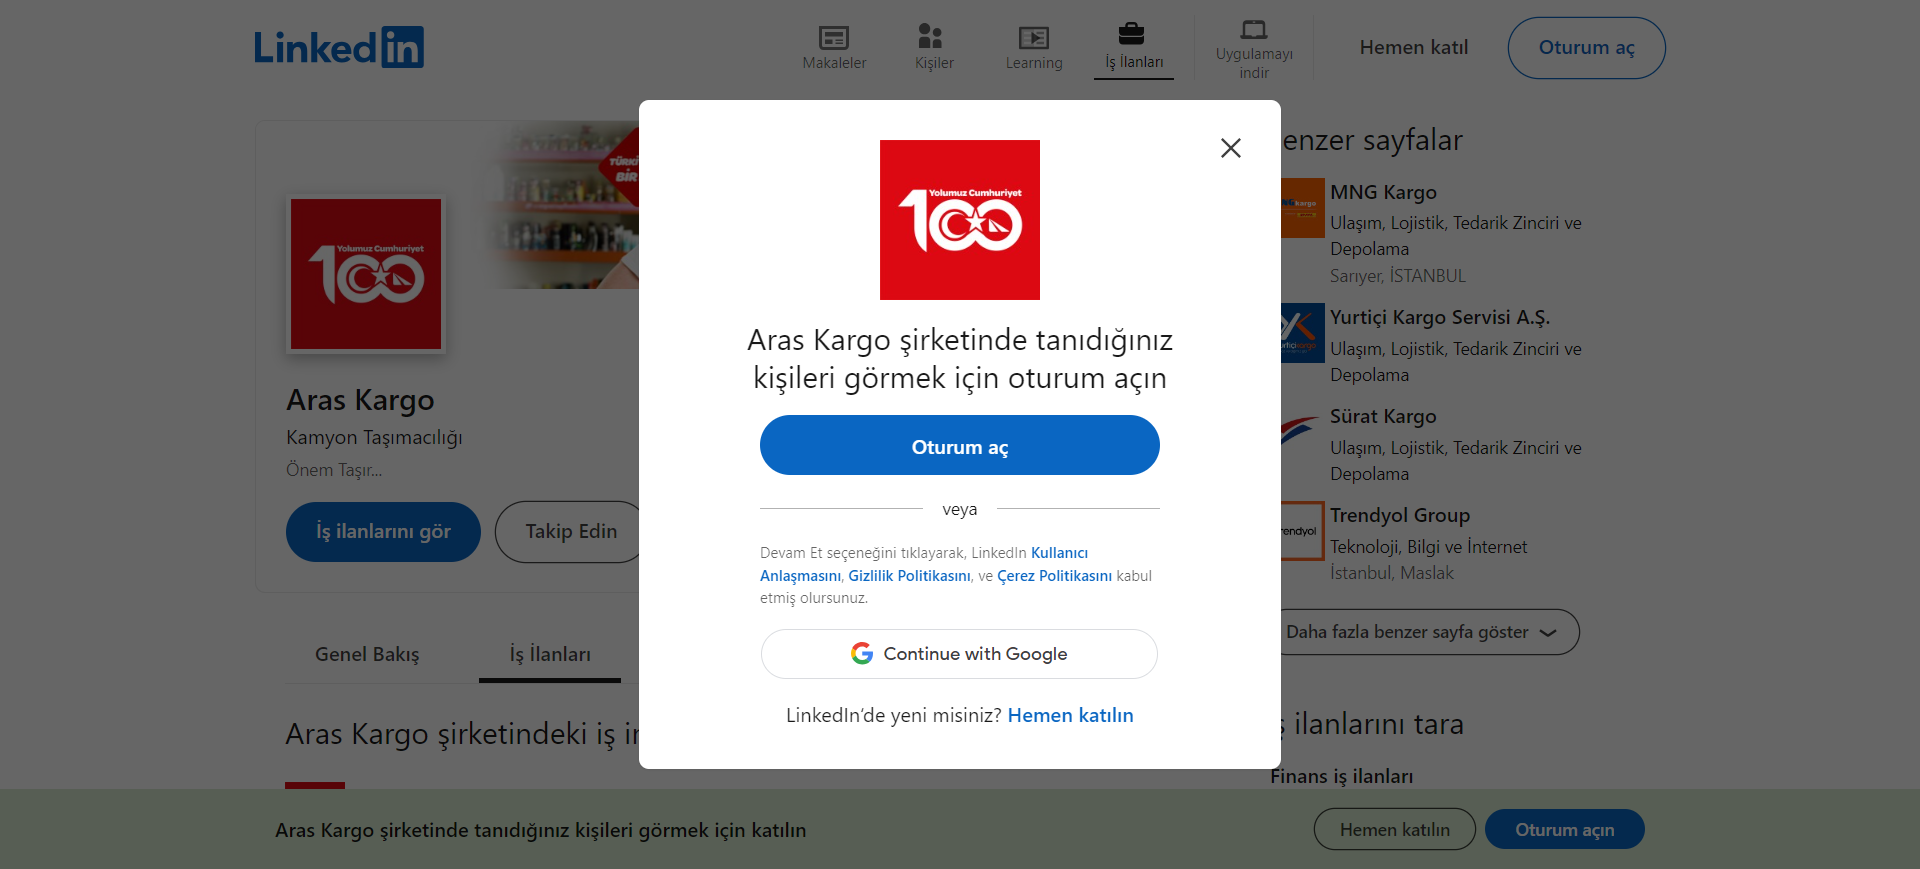 LinkedIn
Makaleler
Kişiler
Learning
İş İlanları
Uygulamayı
indir
Hemen katıl
Oturum aç
TÜRKİ
BİR
Yolumuz Cumhuriyet
100
Aras Kargo
Kamyon Taşımacılığı
Önem Taşır...
İş ilanlarını gör
Takip Edin
Genel Bakış
İş İlanları
Aras Kargo şirketindeki iş
Yolumuz Cumhuriyet
100
Aras Kargo şirketinde tanıdığınız
kişileri görmek için oturum açın
Oturum aç
veya
Devam Et seçeneğini tıklayarak, LinkedIn Kullanıcı
Anlaşmasını, Gizlilik Politikasını, ve Çerez Politikasını kabul
etmiş olursunuz.
Continue with Google
LinkedIn'de yeni misiniz? Hemen katılın
enzer sayfalar
NG kargo
MNG Kargo
Ulaşım, Lojistik, Tedarik Zinciri ve
Depolama
Sarıyer, İSTANBUL
Yurtiçi Kargo Servisi A.Ş.
Ulaşım, Lojistik, Tedarik Zinciri ve
Depolama
Sürat Kargo
Ulaşım, Lojistik, Tedarik Zinciri ve
Depolama
endyol
Trendyol Group
Teknoloji, Bilgi ve İnternet
İstanbul, Maslak
Daha fazla benzer sayfa göster
ş ilanlarını tara
Finans iş ilanları
Aras Kargo şirketinde tanıdığınız kişileri görmek için katılın
Hemen katılın
Oturum açın